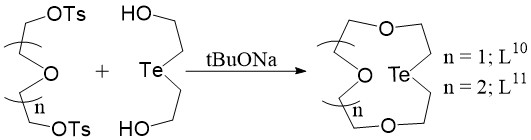 OTs
HO
O
tBuONa
n = 1; L¹⁰
O + Te
O Te
n = 2; L¹¹
n
n
OTs
HO
O